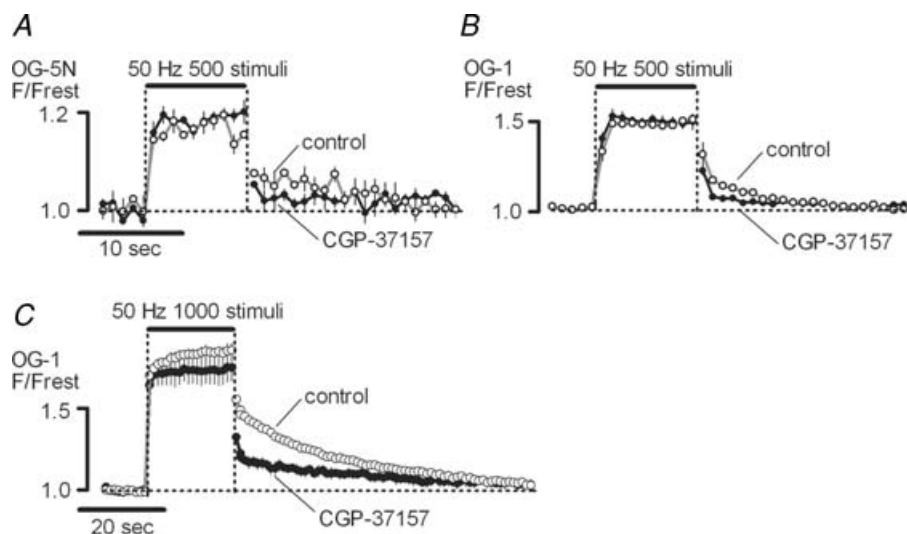 A
OG-5N
F/Frest
50 Hz 500 stimuli
1.2
1.0
control
CGP-37157
10 sec
B
OG-1
F/Frest
50 Hz 500 stimuli
1.5
1.0
control
CGP-37157
C
50 Hz 1000 stimuli
OG-1
F/Frest
1.5
1.0
control
CGP-37157
20 sec